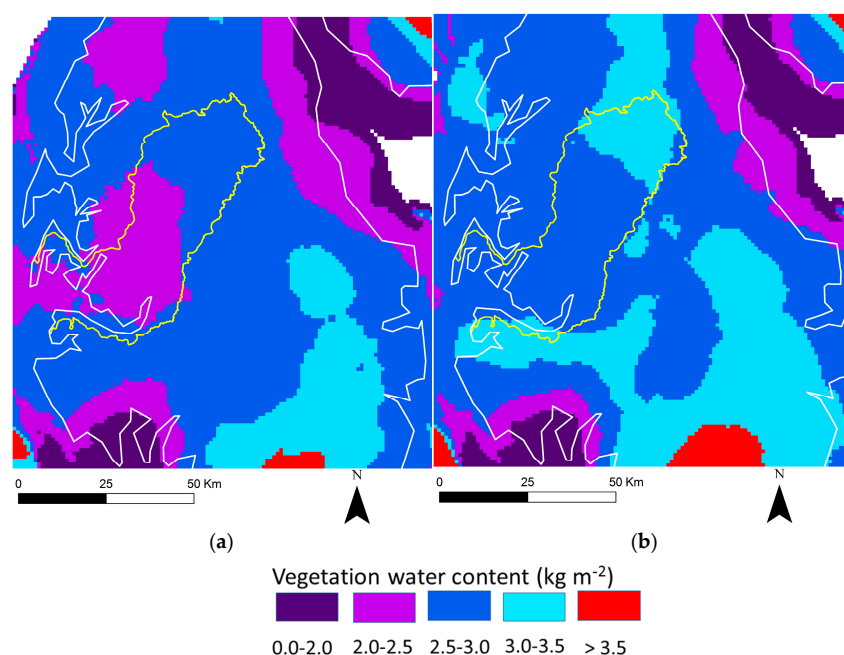 N
N
0 25 50 Km
0 25 50 Km
(a)
(b)
Vegetation water content (kg m-2)
0.0-2.0 2.0-2.5 2.5-3.0 3.0-3.5 > 3.5